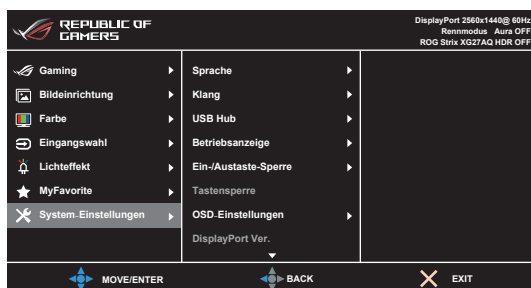 REPUBLIC OF
GAMERS
DisplayPort 2560x1440@ 60Hz
Rennmodus Aura OFF
ROG Strix XG27AQ HDR OFF
Gaming
Bildeinrichtung
Farbe
Eingangswahl
Lichteffekt
MyFavorite
System-Einstellungen
Sprache
Klang
USB Hub
Betriebsanzeige
Ein-/Austaste-Sperre
Tastensperre
OSD-Einstellungen
DisplayPort Ver.
MOVE/ENTER
BACK
EXIT